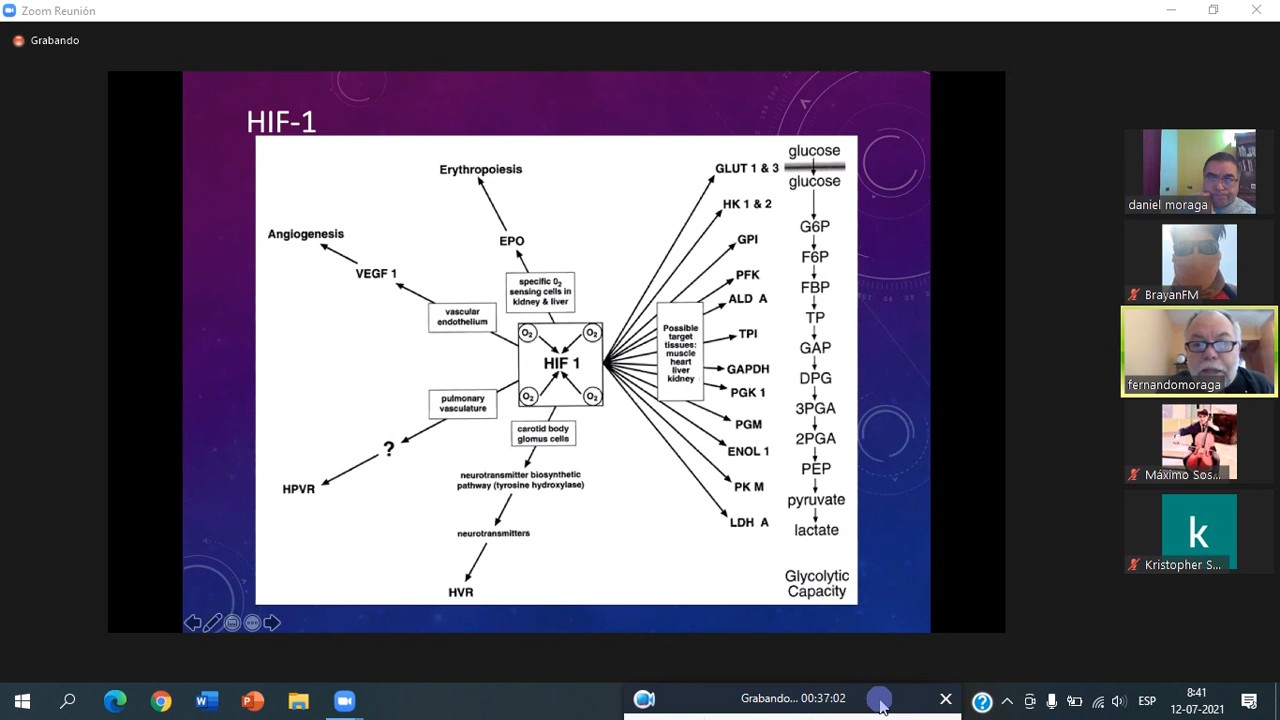 Zoom Reunión
Grabando
HIF-1
Erythropoiesis
Angiogenesis
EPO
VEGF 1
specific O₂
sensing cells in
kidney & liver
vascular
endothelium
O₂
O₂
HIF 1
O₂
O₂
pulmonary
vasculature
carotid body
glomus cells
?
HPVR
neurotransmitter biosynthetic
pathway (tyrosine hydroxylase)
neurotransmitters
HVR
Possible
target
tissues:
muscle
heart
liver
kidney
GLUT 1 & 3
HK 1 & 2
GPI
PFK
ALD A
TPI
GAPDH
PGK 1
PGM
ENOL 1
PK M
LDH A
glucose
glucose
G6P
F6P
FBP
TP
GAP
DPG
3PGA
2PGA
PEP
pyruvate
lactate
Glycolytic
Capacity
daniel moraga
BrayanFM
fernandomoraga
Máximo Søs...
k
Kristopher S...
Grabando... 00:37:02
ESP
8:41
12-07-2021